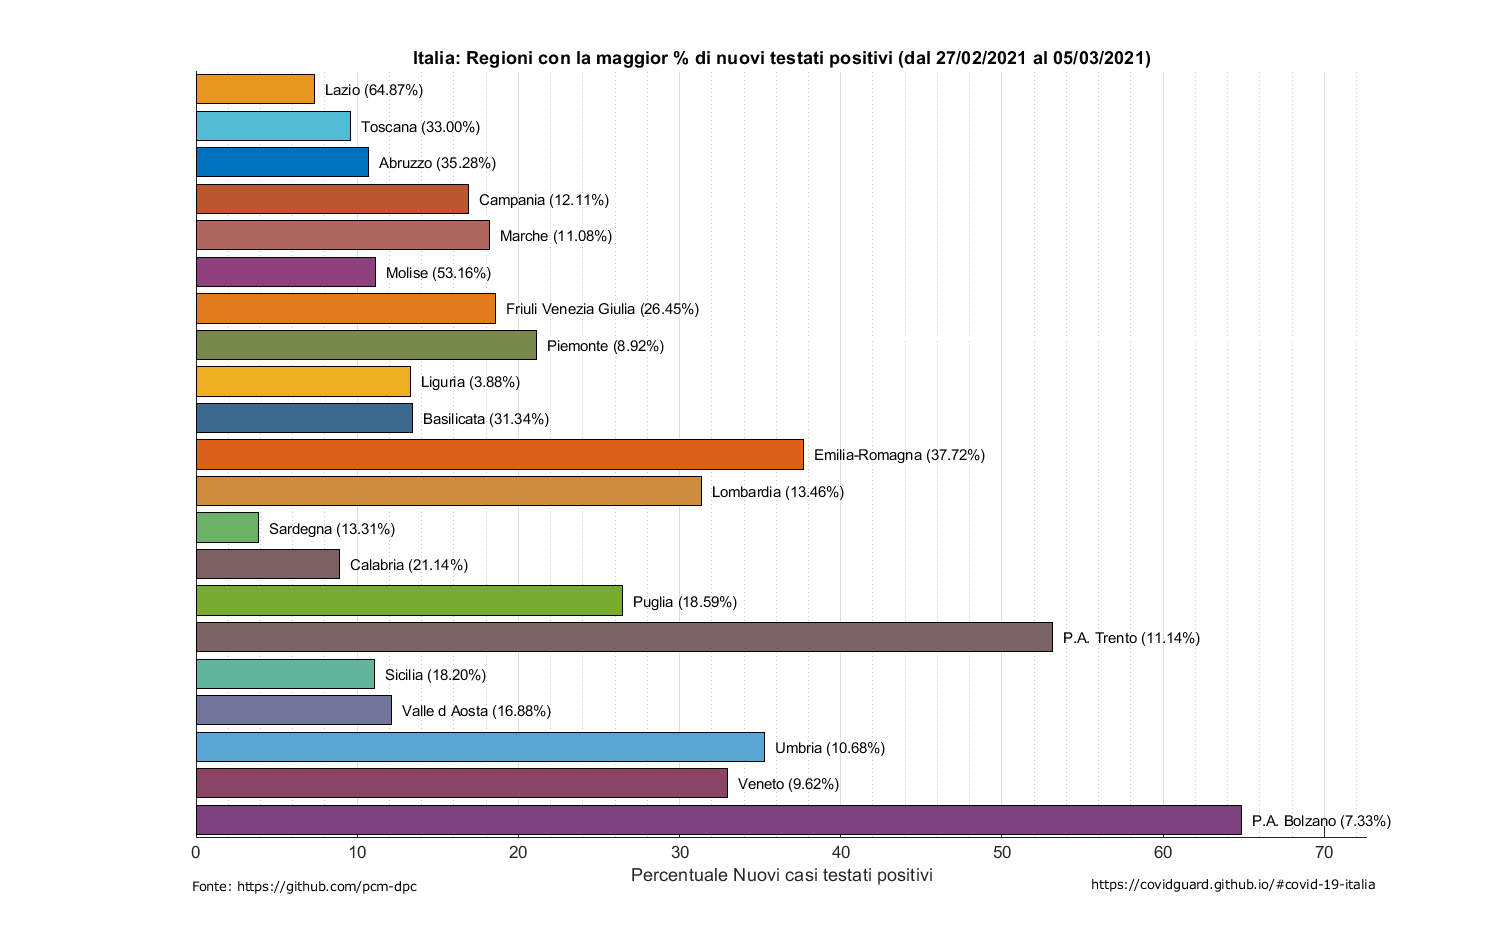 Italia: Regioni con la maggior % di nuovi testati positivi (dal 27/02/2021 al 05/03/2021)
Lazio (64.87%)
Toscana (33.00%)
Abruzzo (35.28%)
Campania (12.11%)
Marche (11.08%)
Molise (53.16%)
Friuli Venezia Giulia (26.45%)
Piemonte (8.92%)
Liguria (3.88%)
Basilicata (31.34%)
Emilia-Romagna (37.72%)
Lombardia (13.46%)
Sardegna (13.31%)
Calabria (21.14%)
Puglia (18.59%)
P.A. Trento (11.14%)
Sicilia (18.20%)
Valle d Aosta (16.88%)
Umbria (10.68%)
Veneto (9.62%)
P.A. Bolzano (7.33%)
0 10 20 30 40 50 60 70
Percentuale Nuovi casi testati positivi
Fonte: https://github.com/pcm-dpc
https://covidguard.github.io/#covid-19-italia